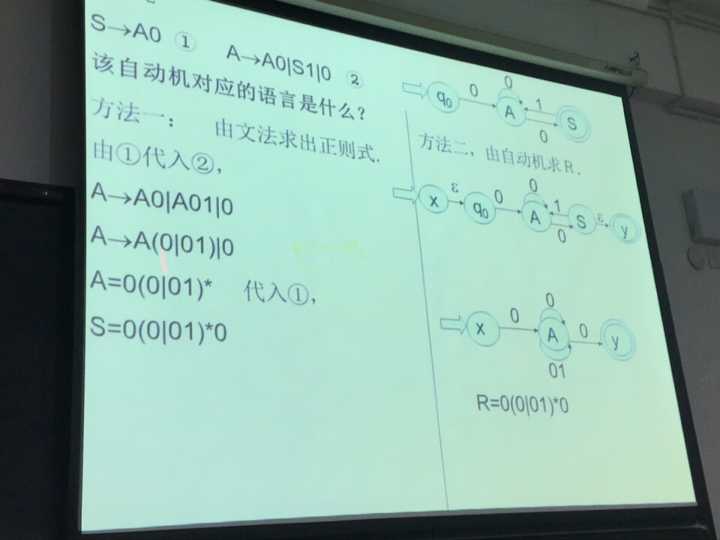 S→A0 ① A→A0|S1|0 ②
该自动机对应的语言是什么?
方法一: 由文法求出正则式.
由①代入②,
A→A0|A01|0
A→A(0|01)|0
A=0(0|01)* 代入①,
S=0(0|01)*0
0
q₀ 0 A 1 S
0
方法二, 由自动机求R.
0
x ε q₀ 0 A 1 S ε y
0
0
x 0 A 0 y
01
R=0(0|01)*0